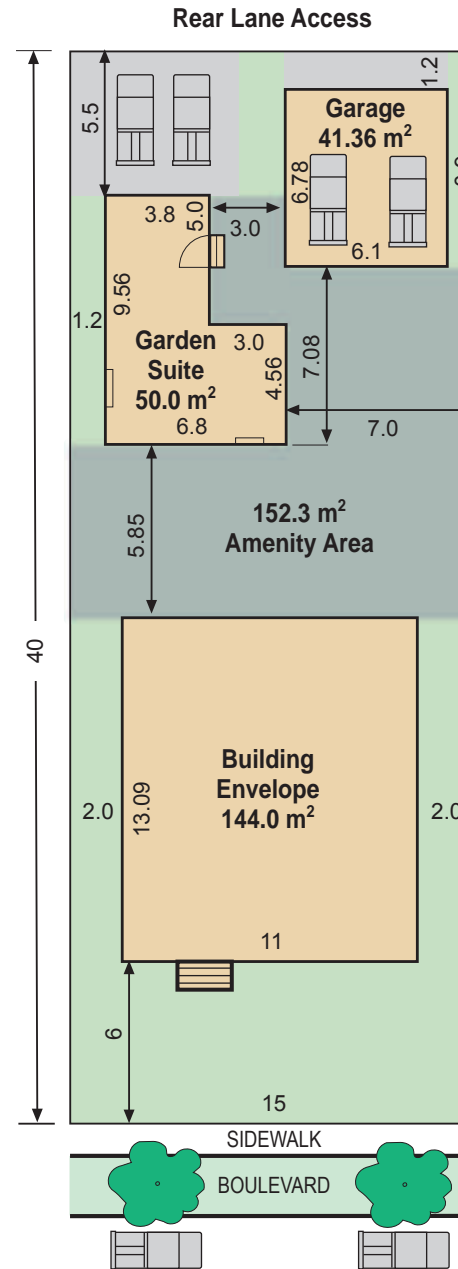 Rear Lane Access
1.2
5.5
Garage
41.36 m²
6.78
6.1
3.8
5.0
3.0
9.56
1.2
Garden
Suite
50.0 m²
3.0
4.56
7.08
6.8
7.0
5.85
152.3 m²
Amenity Area
40
Building
Envelope
144.0 m²
2.0
13.09
2.0
11
6
15
SIDEWALK
BOULEVARD